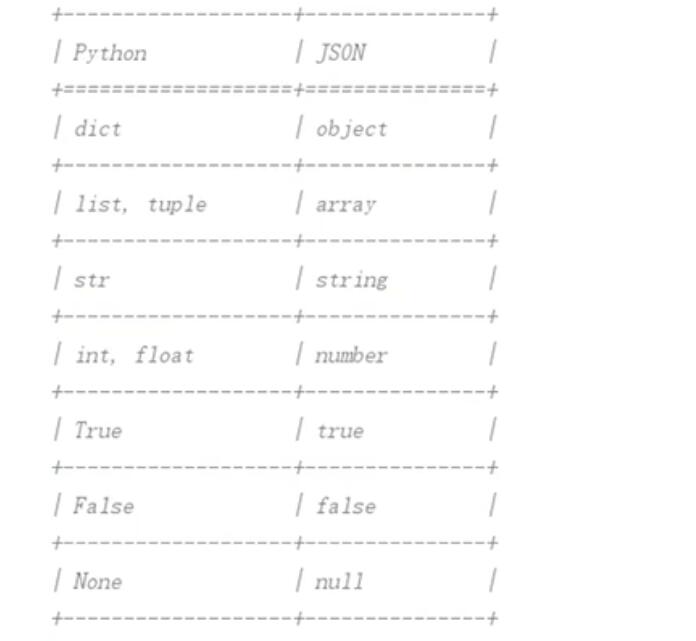 +-------------------+---------------+
| Python            | JSON          |
+===================+===============+
| dict              | object        |
+-------------------+---------------+
| list, tuple       | array         |
+-------------------+---------------+
| str               | string        |
+-------------------+---------------+
| int, float        | number        |
+-------------------+---------------+
| True              | true          |
+-------------------+---------------+
| False             | false         |
+-------------------+---------------+
| None              | null          |
+-------------------+---------------+